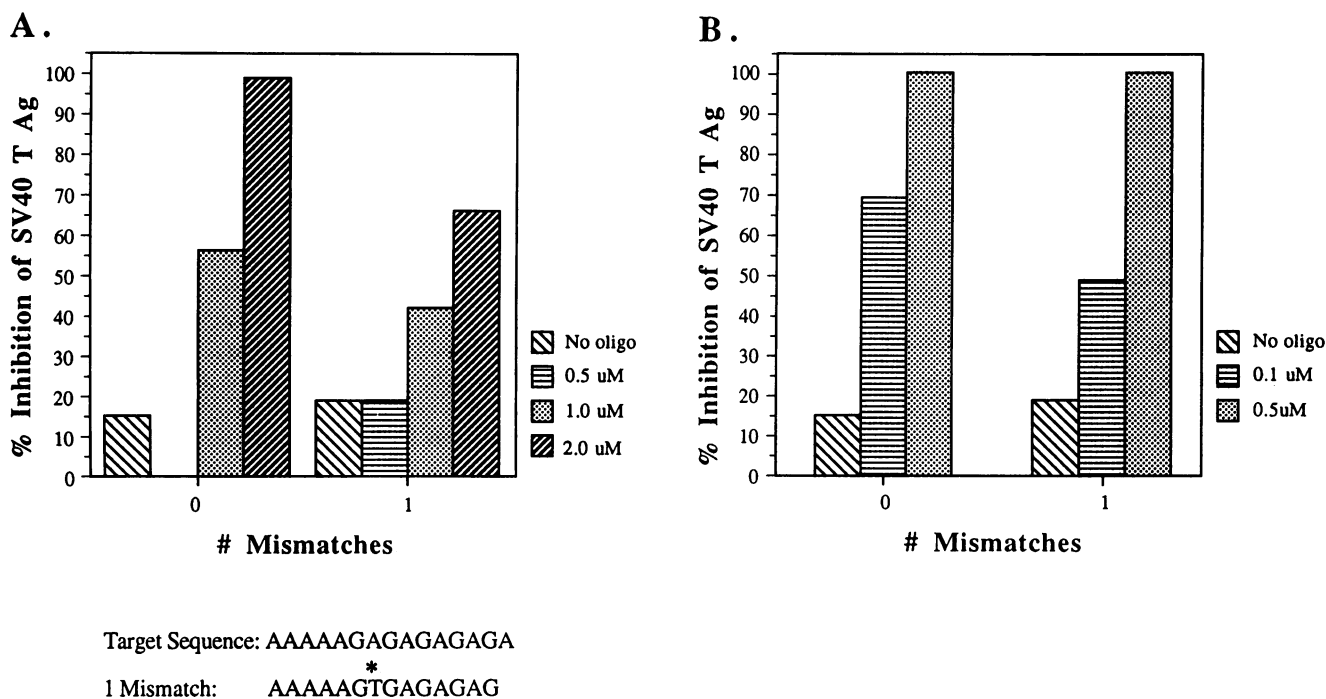 A.
% Inhibition of SV40 T Ag
100
90
80
70
60
50
40
30
20
10
0
0
1
# Mismatches
No oligo
0.5 uM
1.0 uM
2.0 uM
B.
% Inhibition of SV40 T Ag
100
90
80
70
60
50
40
30
20
10
0
0
1
# Mismatches
No oligo
0.1 uM
0.5uM
Target Sequence: AAAAAGAGAGAGAGA
*
1 Mismatch: AAAAAGTGAGAGAG